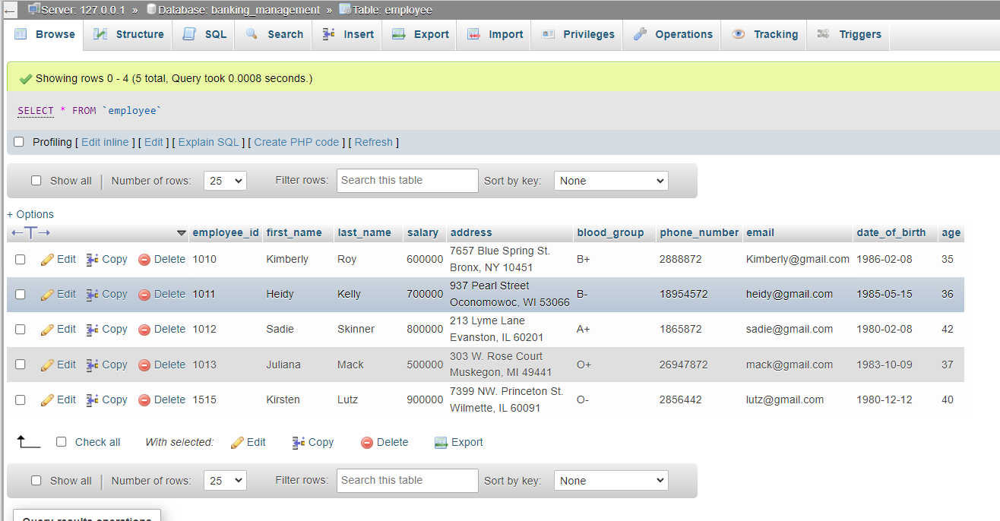 Server: 127.0.0.1 » Database: banking_management » Table: employee
Browse Structure SQL Search Insert Export Import Privileges Operations Tracking Triggers
Showing rows 0 - 4 (5 total, Query took 0.0008 seconds.)
SELECT * FROM `employee`
Profiling [ Edit inline ] [ Edit ] [ Explain SQL ] [ Create PHP code ] [ Refresh ]
Show all | Number of rows: 25 Filter rows: Search this table Sort by key: None
+ Options
←T→ employee_id first_name last_name salary address blood_group phone_number email date_of_birth age
Edit Copy Delete 1010 Kimberly Roy 600000 7657 Blue Spring St.
Bronx, NY 10451 B+ 2888872 Kimberly@gmail.com 1986-02-08 35
Edit Copy Delete 1011 Heidy Kelly 700000 937 Pearl Street
Oconomowoc, WI 53066 B- 18954572 heidy@gmail.com 1985-05-15 36
Edit Copy Delete 1012 Sadie Skinner 800000 213 Lyme Lane
Evanston, IL 60201 A+ 1865872 sadie@gmail.com 1980-02-08 42
Edit Copy Delete 1013 Juliana Mack 500000 303 W. Rose Court
Muskegon, MI 49441 O+ 26947872 mack@gmail.com 1983-10-09 37
Edit Copy Delete 1515 Kirsten Lutz 900000 7399 NW. Princeton St.
Wilmette, IL 60091 O- 2856442 lutz@gmail.com 1980-12-12 40
Check all With selected: Edit Copy Delete Export
Show all | Number of rows: 25 Filter rows: Search this table Sort by key: None
Query results operations